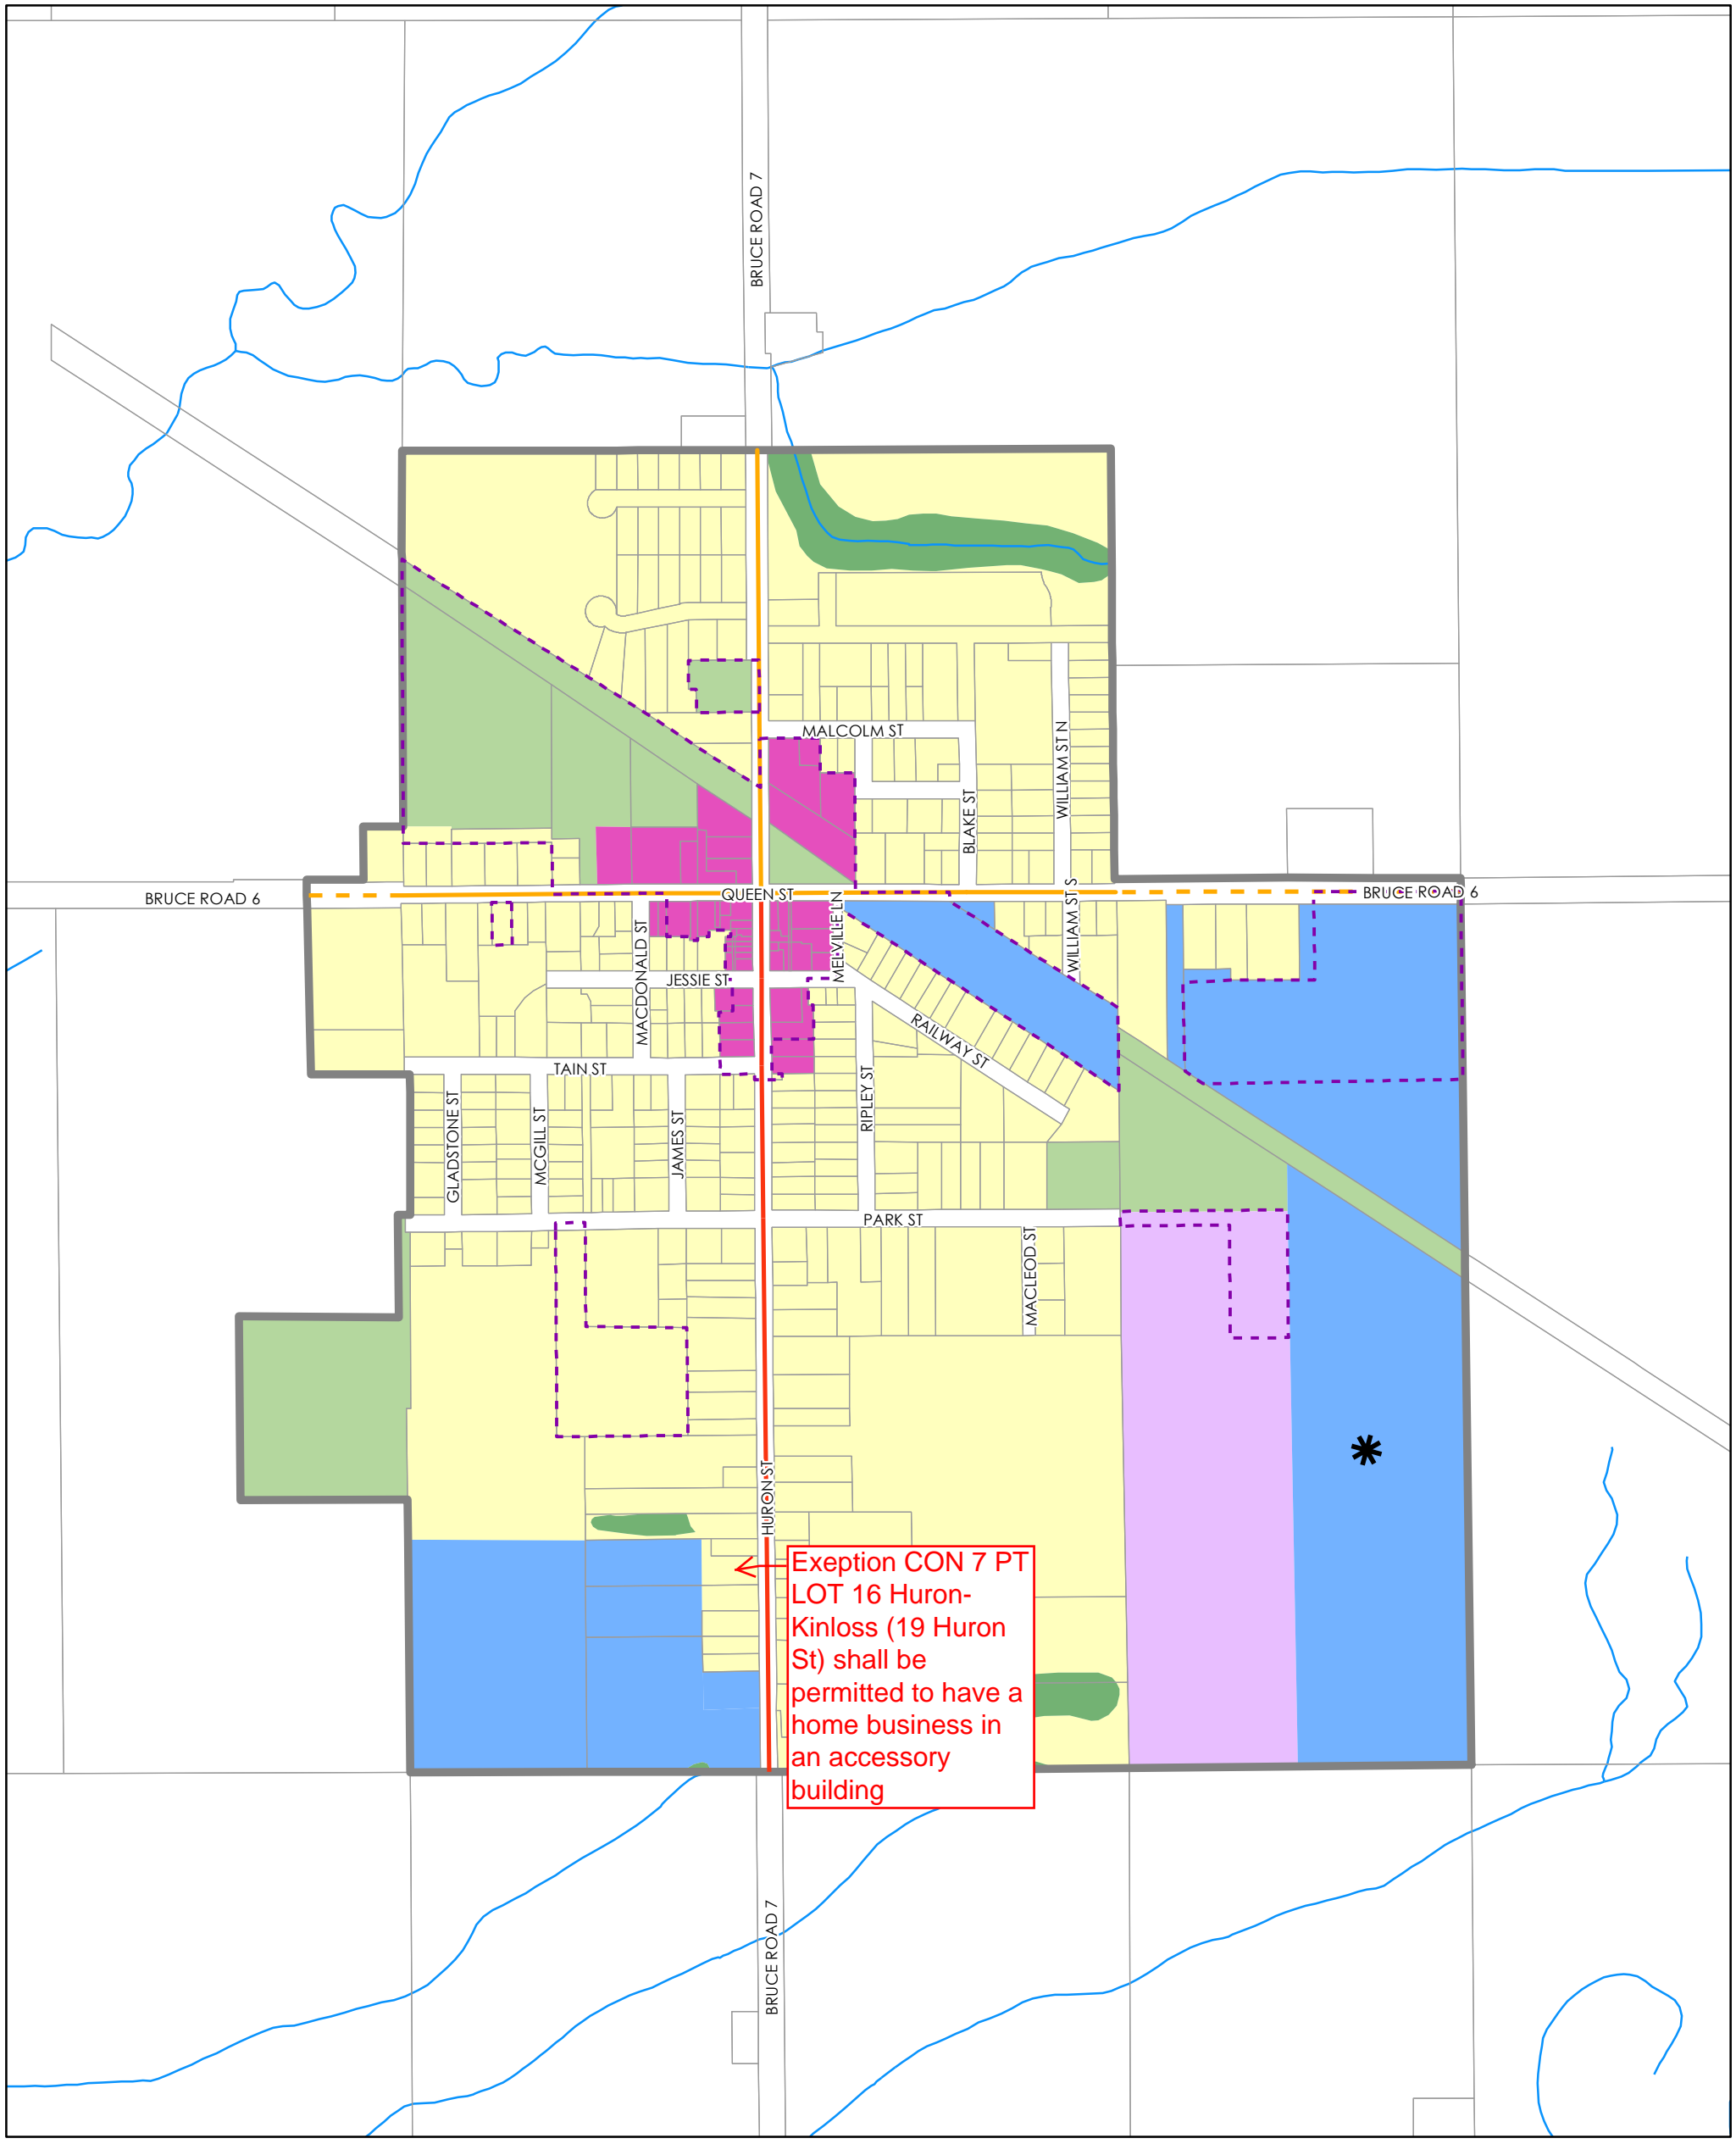 BRUCE ROAD 7
MALCOLM ST
WILLIAM ST N
BLAKE ST
BRUCE ROAD 6
QUEEN ST
BRUCE ROAD 6
MELVILLE LN
WILLIAM ST S
MACDONALD ST
JESSIE ST
RAILWAY ST
TAIN ST
RIPLEY ST
GLADSTONE ST
MCGILL ST
JAMES ST
PARK ST
MACLEOD ST
HURON ST
Exeption CON 7 PT
LOT 16 Huron-
Kinloss (19 Huron
St) shall be
permitted to have a
home business in
an accessory
building
BRUCE ROAD 7